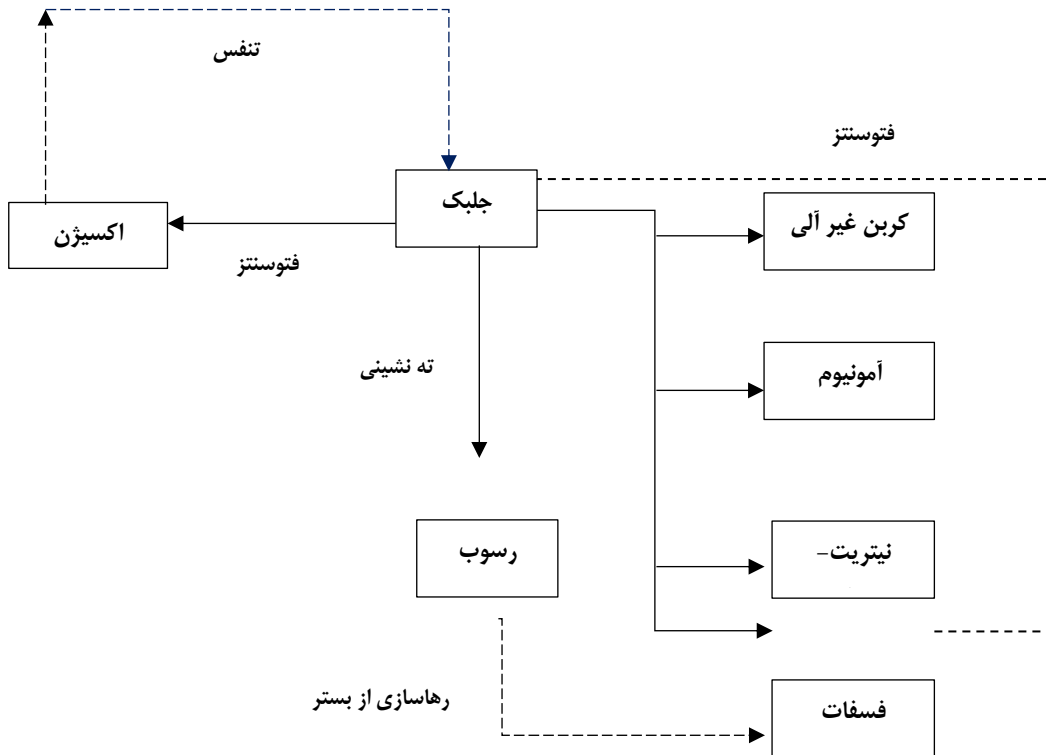 تنفس
فتوسنتز
جلبک
کربن غیر آلی
اکسیژن
فتوسنتز
ته نشینی
آمونیوم
رسوب
نیتریت-
رهاسازی از بستر
فسفات